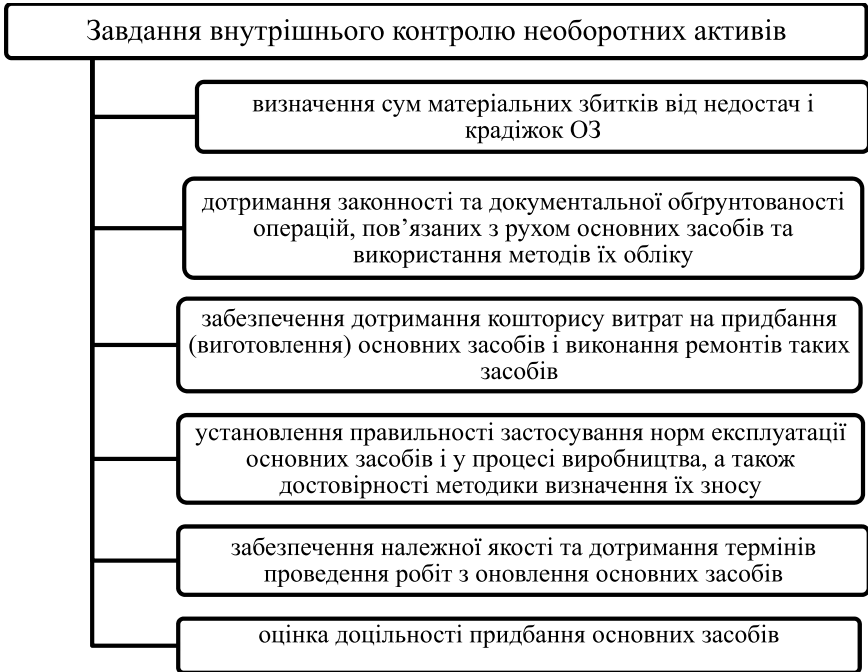 Завдання внутрішнього контролю необоротних активів
визначення сум матеріальних збитків від недостач і
крадіжок ОЗ
дотримання законності та документальної обґрунтованості
операцій, пов’язаних з рухом основних засобів та
використання методів їх обліку
забезпечення дотримання кошторису витрат на придбання
(виготовлення) основних засобів і виконання ремонтів таких
засобів
установлення правильності застосування норм експлуатації
основних засобів і у процесі виробництва, а також
достовірності методики визначення їх зносу
забезпечення належної якості та дотримання термінів
проведення робіт з оновлення основних засобів
оцінка доцільності придбання основних засобів